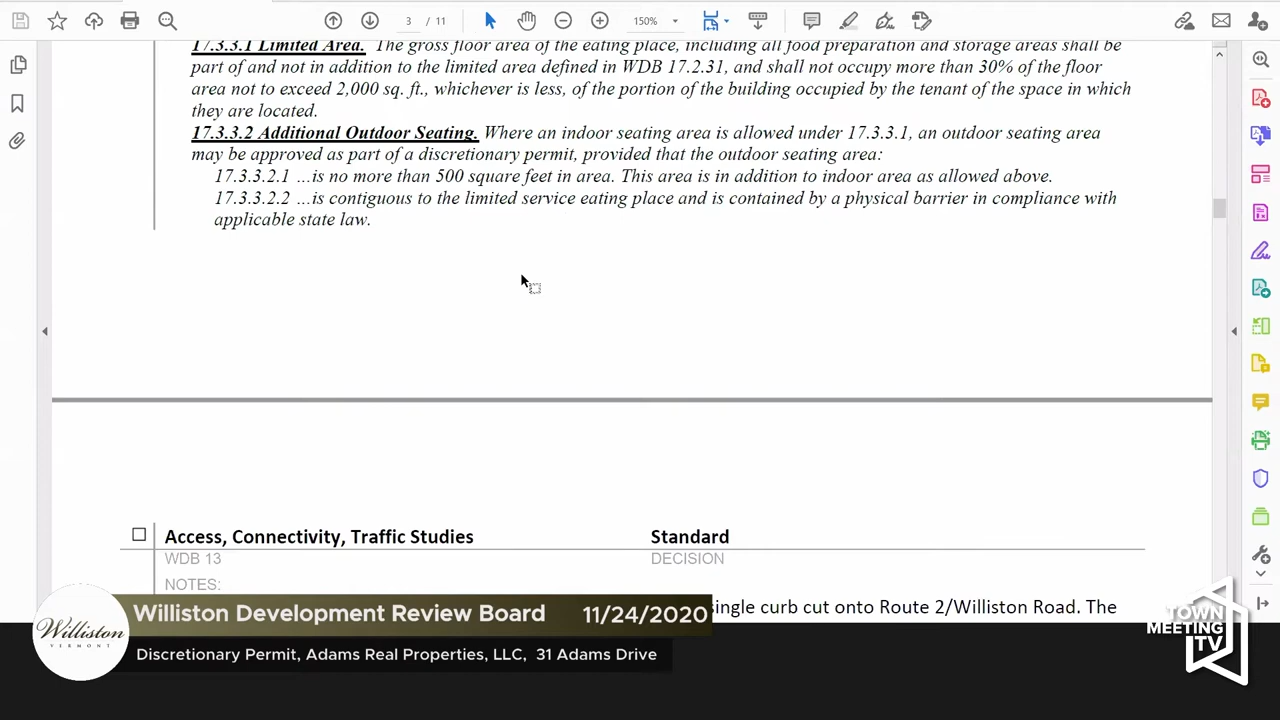 3 / 11
150%
17.3.3.1 Limited Area. The gross floor area of the eating place, including all food preparation and storage areas shall be
part of and not in addition to the limited area defined in WDB 17.2.31, and shall not occupy more than 30% of the floor
area not to exceed 2,000 sq. ft., whichever is less, of the portion of the building occupied by the tenant of the space in which
they are located.
17.3.3.2 Additional Outdoor Seating. Where an indoor seating area is allowed under 17.3.3.1, an outdoor seating area
may be approved as part of a discretionary permit, provided that the outdoor seating area:
17.3.3.2.1 ...is no more than 500 square feet in area. This area is in addition to indoor area as allowed above.
17.3.3.2.2 ...is contiguous to the limited service eating place and is contained by a physical barrier in compliance with
applicable state law.
Access, Connectivity, Traffic Studies Standard
WDB 13 DECISION
NOTES:
single curb cut onto Route 2/Williston Road. The
Williston Development Review Board 11/24/2020
Discretionary Permit, Adams Real Properties, LLC, 31 Adams Drive
Williston
VERMONT
TOWN
MEETING
TV